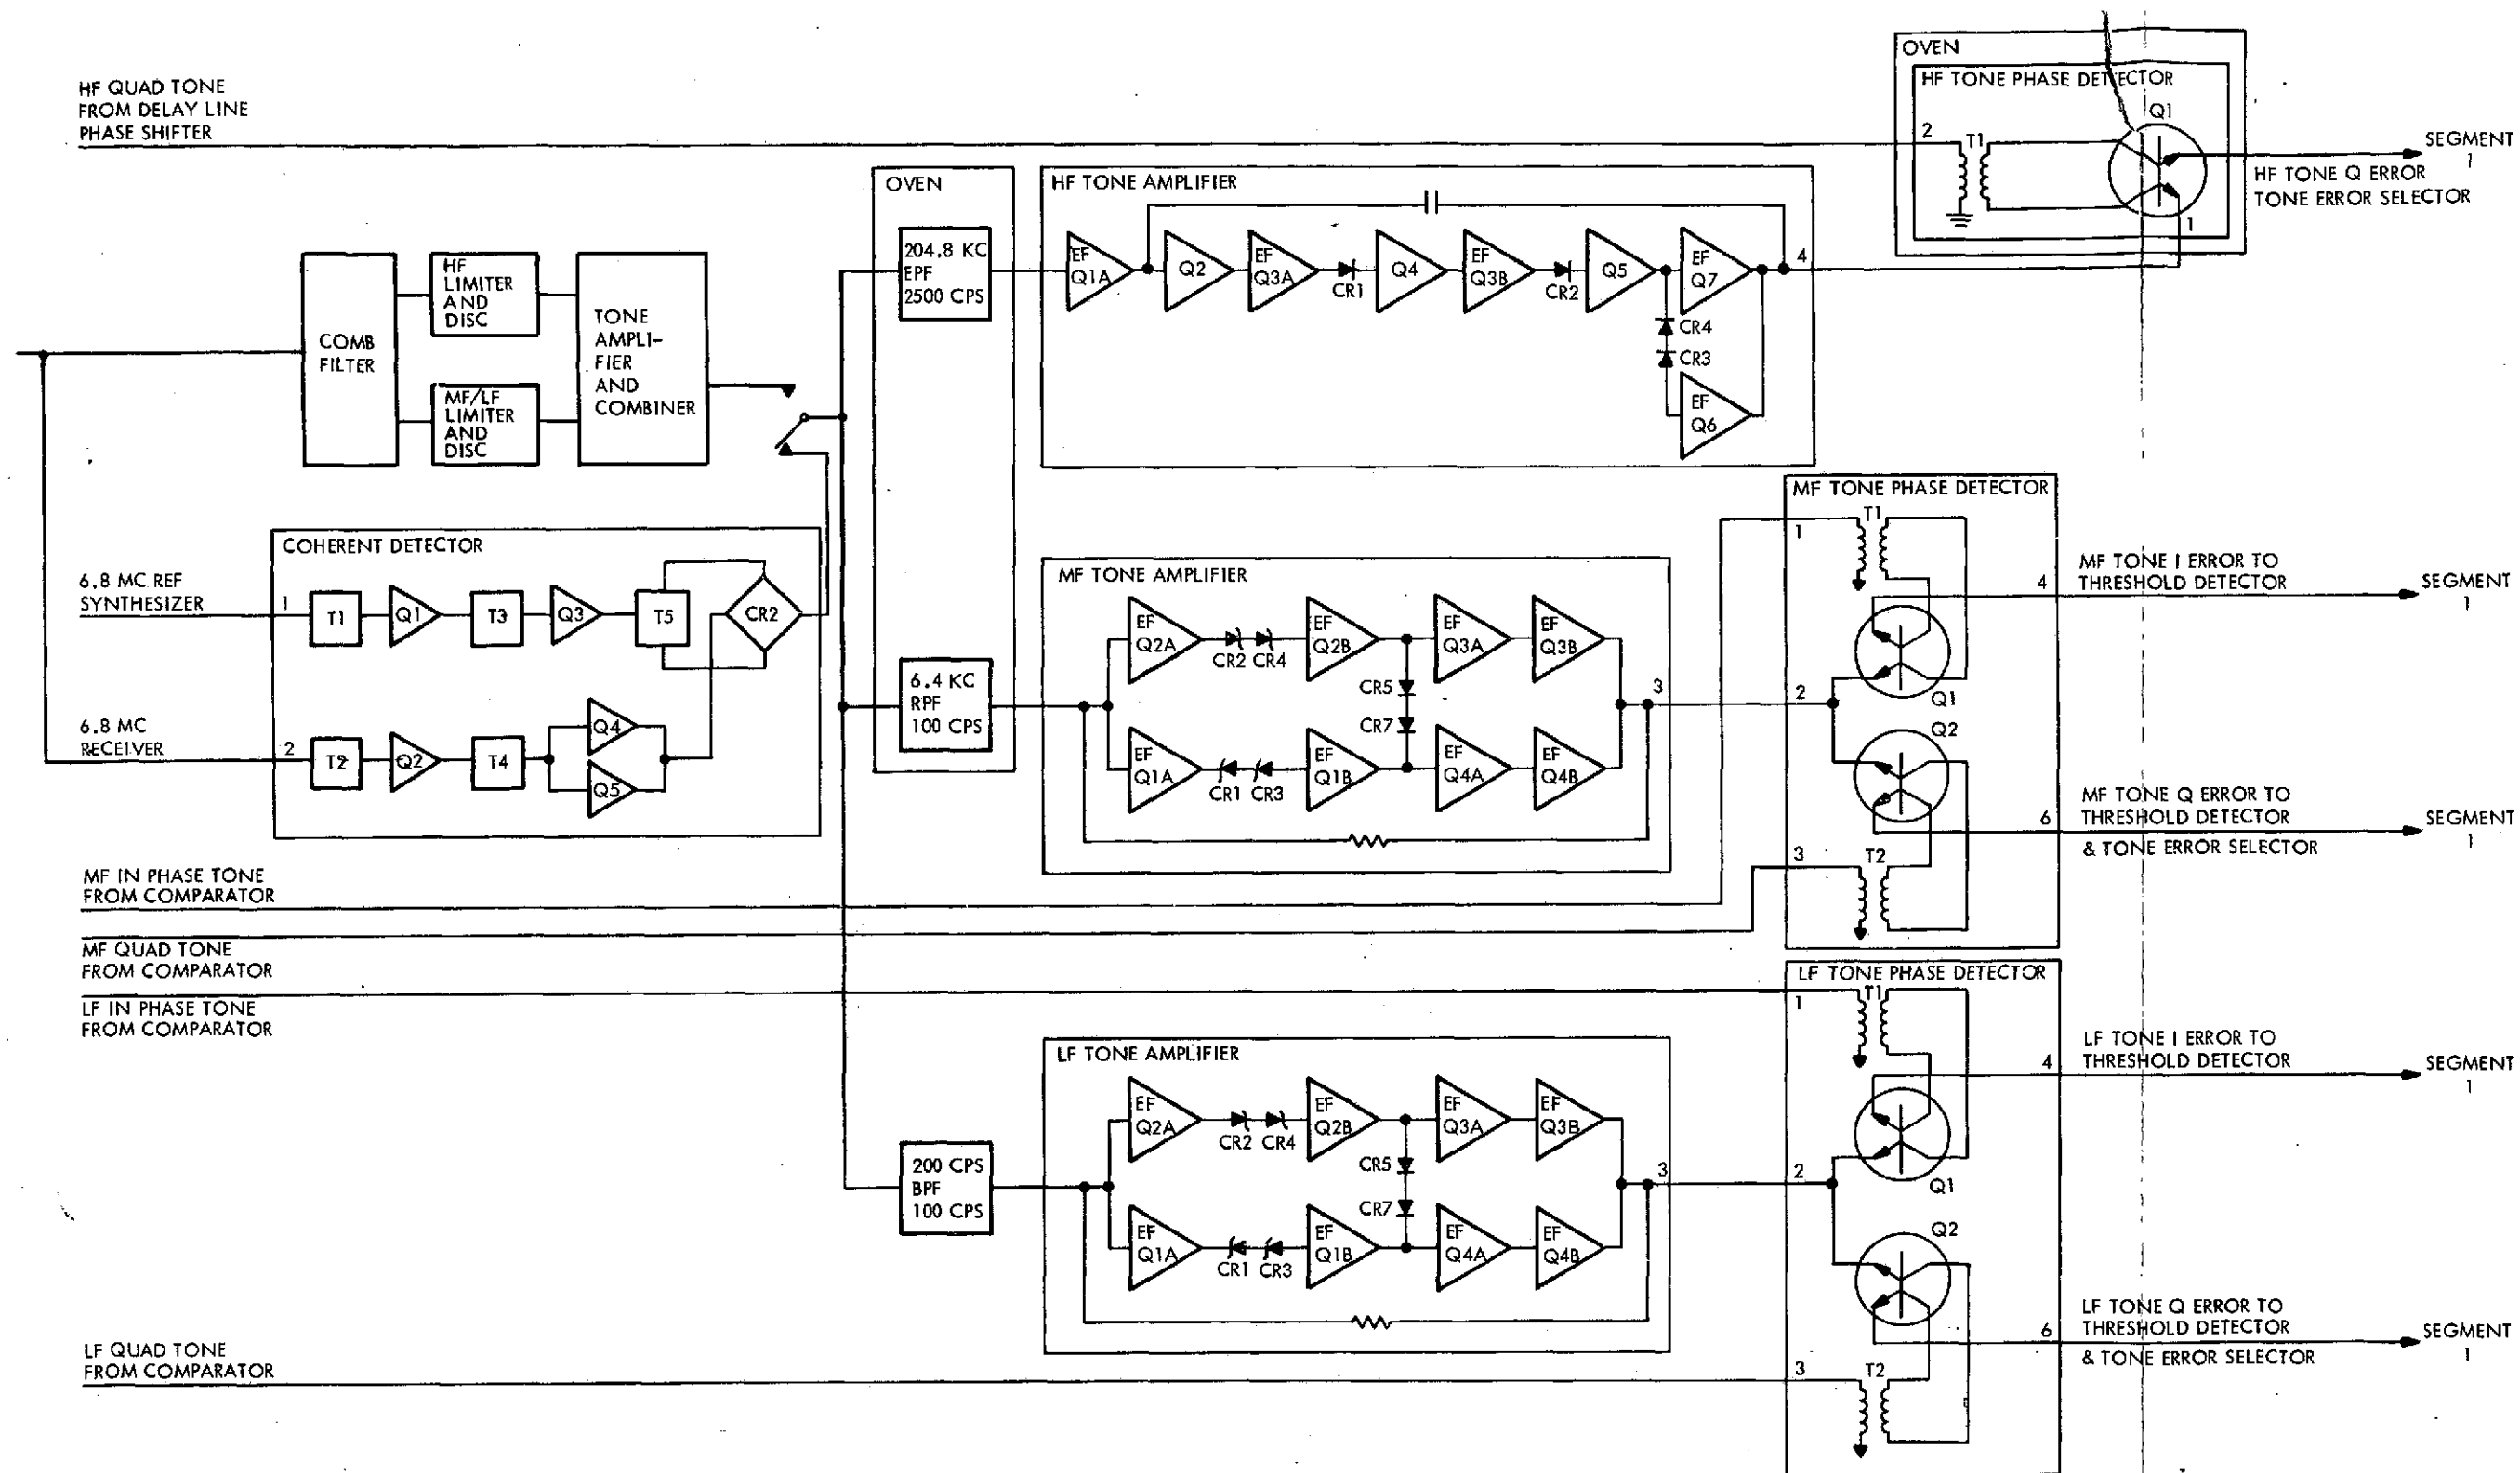 HF QUAD TONE
FROM DELAY LINE
PHASE SHIFTER
OVEN
HF TONE PHASE DETECTOR
Q1
2
T1
1
SEGMENT
1
HF TONE Q ERROR
TONE ERROR SELECTOR
COMB
FILTER
HF
LIMITER
AND
DISC
MF/LF
LIMITER
AND
DISC
TONE
AMPLI-
FIER
AND
COMBINER
OVEN
204.8 KC
EPF
2500 CPS
6.4 KC
RPF
100 CPS
HF TONE AMPLIFIER
EF
Q1A
Q2
EF
Q3A
CR1
Q4
EF
Q3B
CR2
Q5
EF
Q7
4
CR4
CR3
EF
Q6
COHERENT DETECTOR
6.8 MC REF
SYNTHESIZER
1
T1
Q1
T3
Q3
T5
CR2
6.8 MC
RECEIVER
2
T2
Q2
T4
Q4
Q5
MF TONE AMPLIFIER
EF
Q2A
CR2 CR4
EF
Q2B
EF
Q3A
EF
Q3B
CR5
CR7
3
EF
Q1A
CR1 CR3
EF
Q1B
EF
Q4A
EF
Q4B
MF TONE PHASE DETECTOR
T1
1
4
2
Q1
Q2
6
3
T2
MF TONE I ERROR TO
THRESHOLD DETECTOR
SEGMENT
1
MF TONE Q ERROR TO
THRESHOLD DETECTOR
& TONE ERROR SELECTOR
SEGMENT
1
MF IN PHASE TONE
FROM COMPARATOR
MF QUAD TONE
FROM COMPARATOR
LF IN PHASE TONE
FROM COMPARATOR
200 CPS
BPF
100 CPS
LF TONE AMPLIFIER
EF
Q2A
CR2 CR4
EF
Q2B
EF
Q3A
EF
Q3B
CR5
CR7
3
EF
Q1A
CR1 CR3
EF
Q1B
EF
Q4A
EF
Q4B
LF TONE PHASE DETECTOR
T1
1
4
2
Q1
Q2
6
3
T2
LF TONE I ERROR TO
THRESHOLD DETECTOR
SEGMENT
1
LF TONE Q ERROR TO
THRESHOLD DETECTOR
& TONE ERROR SELECTOR
SEGMENT
1
LF QUAD TONE
FROM COMPARATOR